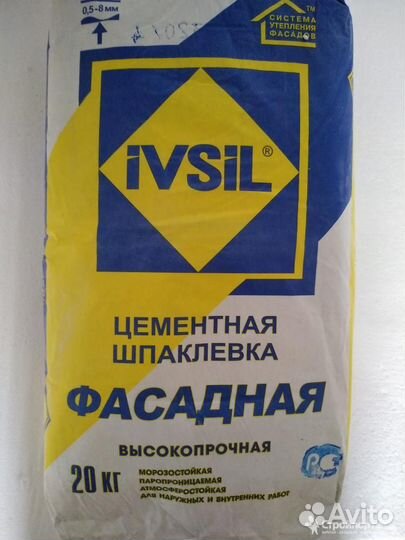 0,5-8 мм
СИСТЕМА
УТЕПЛЕНИЯ
ФАСАДОВ
TM
IVSIL®
ЦЕМЕНТНАЯ
ШПАКЛЕВКА
ФАСАДНАЯ
ВЫСОКОПРОЧНАЯ
20 КГ
МОРОЗОСТОЙКАЯ
ПАРОПРОНИЦАЕМАЯ
АТМОСФЕРОСТОЙКАЯ
ДЛЯ НАРУЖНЫХ И ВНУТРЕННИХ РАБОТ
Avito